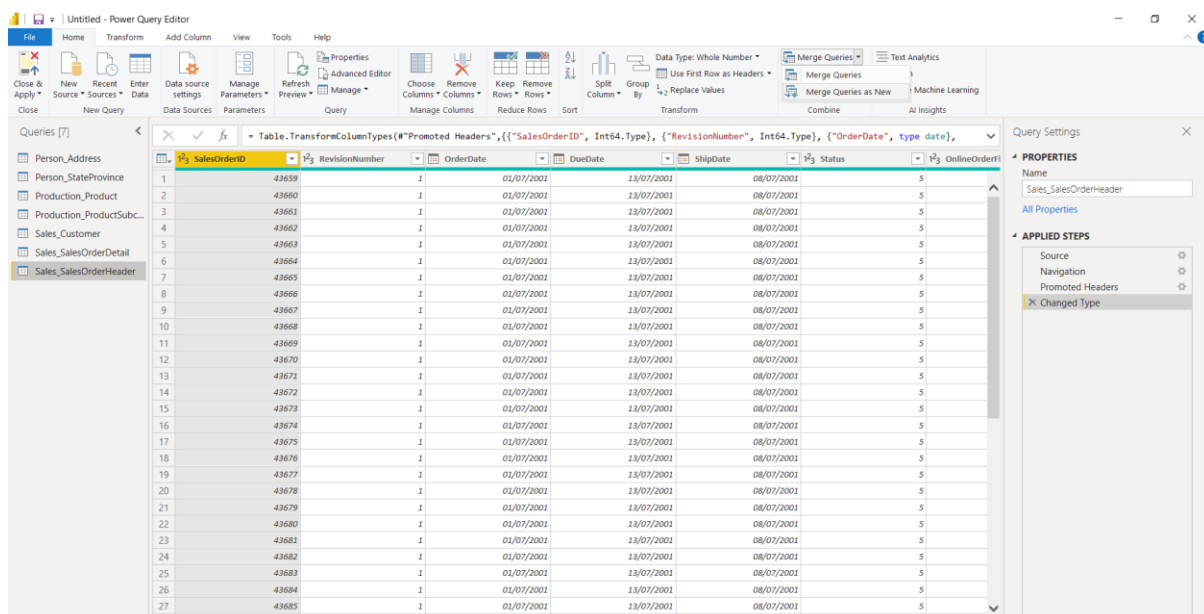 Untitled - Power Query Editor
File Home Transform Add Column View Tools Help
Close & Apply
New Source
Recent Sources
Enter Data
Data source settings
Manage Parameters
Refresh Preview
Properties
Advanced Editor
Manage
Choose Columns
Remove Columns
Keep Rows
Remove Rows
Split Column
Group By
Data Type: Whole Number
Use First Row as Headers
Replace Values
Merge Queries
Merge Queries
Merge Queries as New
Text Analytics
Machine Learning
Close New Query Data Sources Parameters Query Manage Columns Reduce Rows Sort Transform Combine AI Insights
Queries [7]
Person_Address
Person_StateProvince
Production_Product
Production_ProductSubc...
Sales_Customer
Sales_SalesOrderDetail
Sales_SalesOrderHeader
= Table.TransformColumnTypes(#"Promoted Headers",{{"SalesOrderID", Int64.Type}, {"RevisionNumber", Int64.Type}, {"OrderDate", type date},
SalesOrderID RevisionNumber OrderDate DueDate ShipDate Status OnlineOrderFl
1 43659 1 01/07/2001 13/07/2001 08/07/2001 5
2 43660 1 01/07/2001 13/07/2001 08/07/2001 5
3 43661 1 01/07/2001 13/07/2001 08/07/2001 5
4 43662 1 01/07/2001 13/07/2001 08/07/2001 5
5 43663 1 01/07/2001 13/07/2001 08/07/2001 5
6 43664 1 01/07/2001 13/07/2001 08/07/2001 5
7 43665 1 01/07/2001 13/07/2001 08/07/2001 5
8 43666 1 01/07/2001 13/07/2001 08/07/2001 5
9 43667 1 01/07/2001 13/07/2001 08/07/2001 5
10 43668 1 01/07/2001 13/07/2001 08/07/2001 5
11 43669 1 01/07/2001 13/07/2001 08/07/2001 5
12 43670 1 01/07/2001 13/07/2001 08/07/2001 5
13 43671 1 01/07/2001 13/07/2001 08/07/2001 5
14 43672 1 01/07/2001 13/07/2001 08/07/2001 5
15 43673 1 01/07/2001 13/07/2001 08/07/2001 5
16 43674 1 01/07/2001 13/07/2001 08/07/2001 5
17 43675 1 01/07/2001 13/07/2001 08/07/2001 5
18 43676 1 01/07/2001 13/07/2001 08/07/2001 5
19 43677 1 01/07/2001 13/07/2001 08/07/2001 5
20 43678 1 01/07/2001 13/07/2001 08/07/2001 5
21 43679 1 01/07/2001 13/07/2001 08/07/2001 5
22 43680 1 01/07/2001 13/07/2001 08/07/2001 5
23 43681 1 01/07/2001 13/07/2001 08/07/2001 5
24 43682 1 01/07/2001 13/07/2001 08/07/2001 5
25 43683 1 01/07/2001 13/07/2001 08/07/2001 5
26 43684 1 01/07/2001 13/07/2001 08/07/2001 5
27 43685 1 01/07/2001 13/07/2001 08/07/2001 5
Query Settings
PROPERTIES
Name
Sales_SalesOrderHeader
All Properties
APPLIED STEPS
Source
Navigation
Promoted Headers
Changed Type